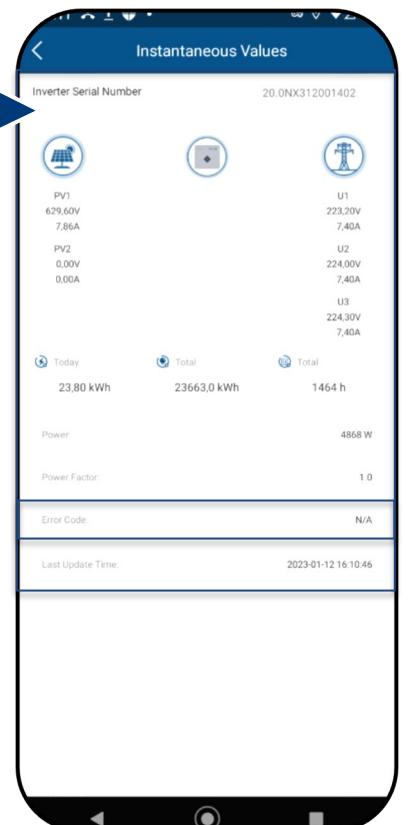 Instantaneous Values
Inverter Serial Number 20.0NX312001402
PV1
629,60V
7,86A
PV2
0,00V
0,00A
U1
223,20V
7,40A
U2
224,00V
7,40A
U3
224,30V
7,40A
Today Total Total
23,80 kWh 23663,0 kWh 1464 h
Power: 4868 W
Power Factor: 1.0
Error Code: N/A
Last Update Time: 2023-01-12 16:10:46